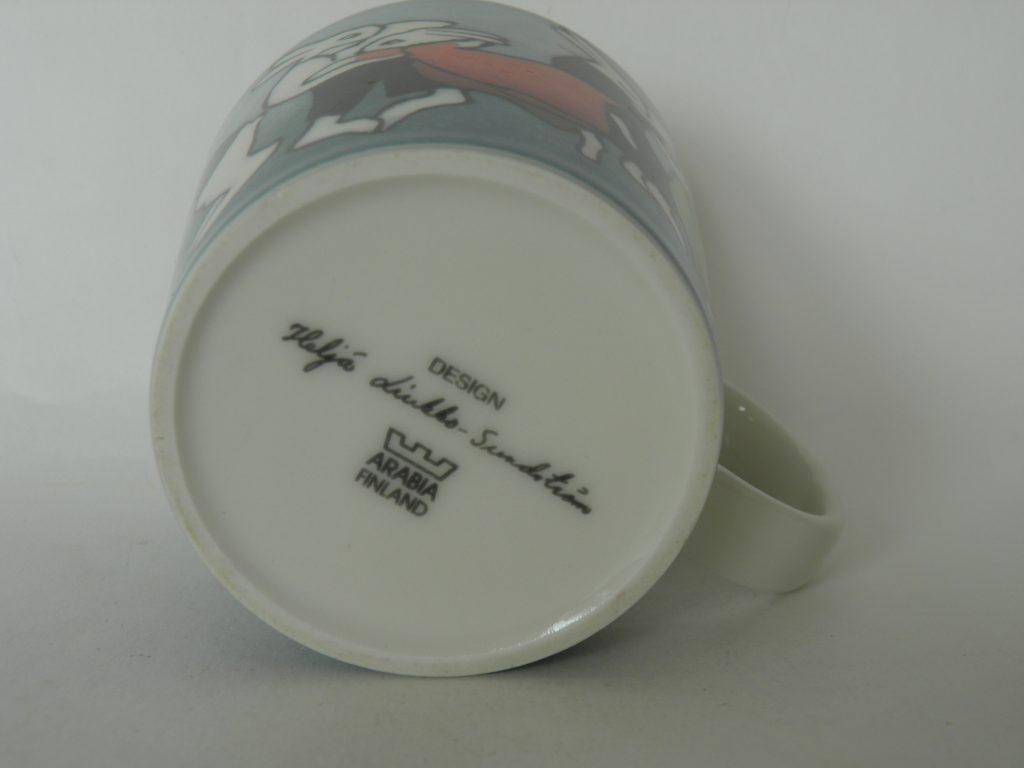 DESIGN
Heljä Liukko-Sundström
ARABIA
FINLAND